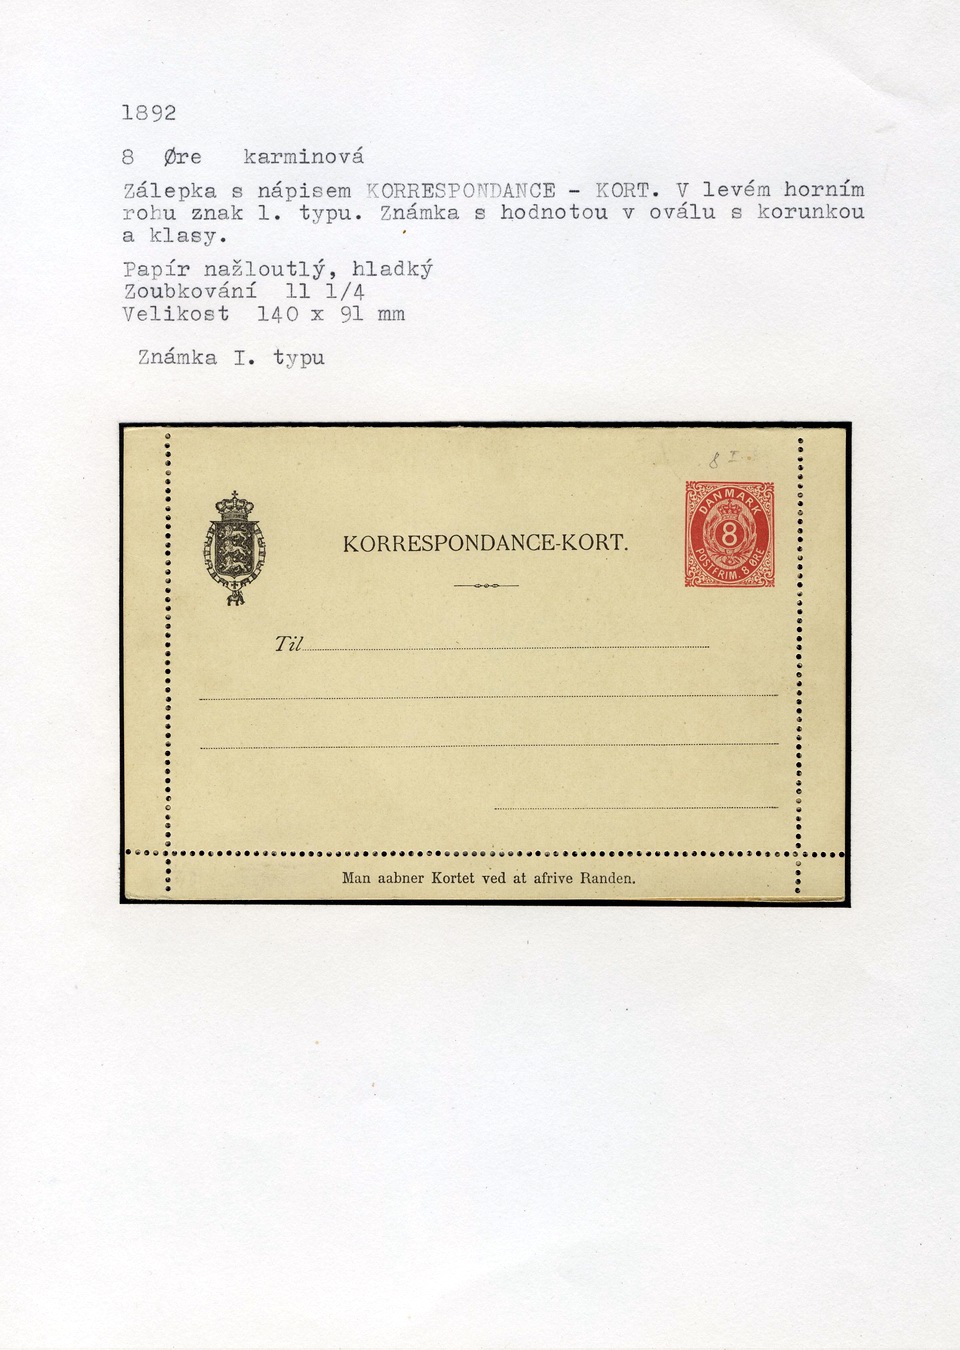 1892
8 Øre karminová
Zálepka s nápisem KORRESPONDANCE - KORT. V levém horním
rohu znak 1. typu. Známka s hodnotou v oválu s korunkou
a klasy.
Papír nažloutlý, hladký
Zoubkování 11 1/4
Velikost 140 x 91 mm
Známka I. typu
8 I
DANMARK
8
POSTFRIM. 8 ØRE
KORRESPONDANCE-KORT.
Til
Man aabner Kortet ved at afrive Randen.